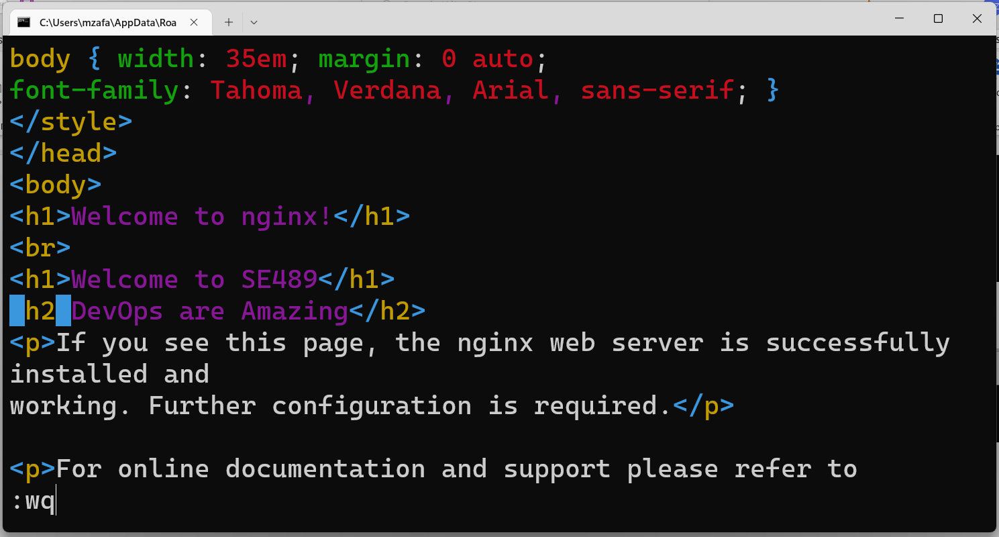 C:\Users\mzafa\AppData\Roa
body { width: 35em; margin: 0 auto;
font-family: Tahoma, Verdana, Arial, sans-serif; }
</style>
</head>
<body>
<h1>Welcome to nginx!</h1>
<br>
<h1>Welcome to SE489</h1>
<h2>DevOps are Amazing</h2>
<p>If you see this page, the nginx web server is successfully
installed and
working. Further configuration is required.</p>
<p>For online documentation and support please refer to
:wq